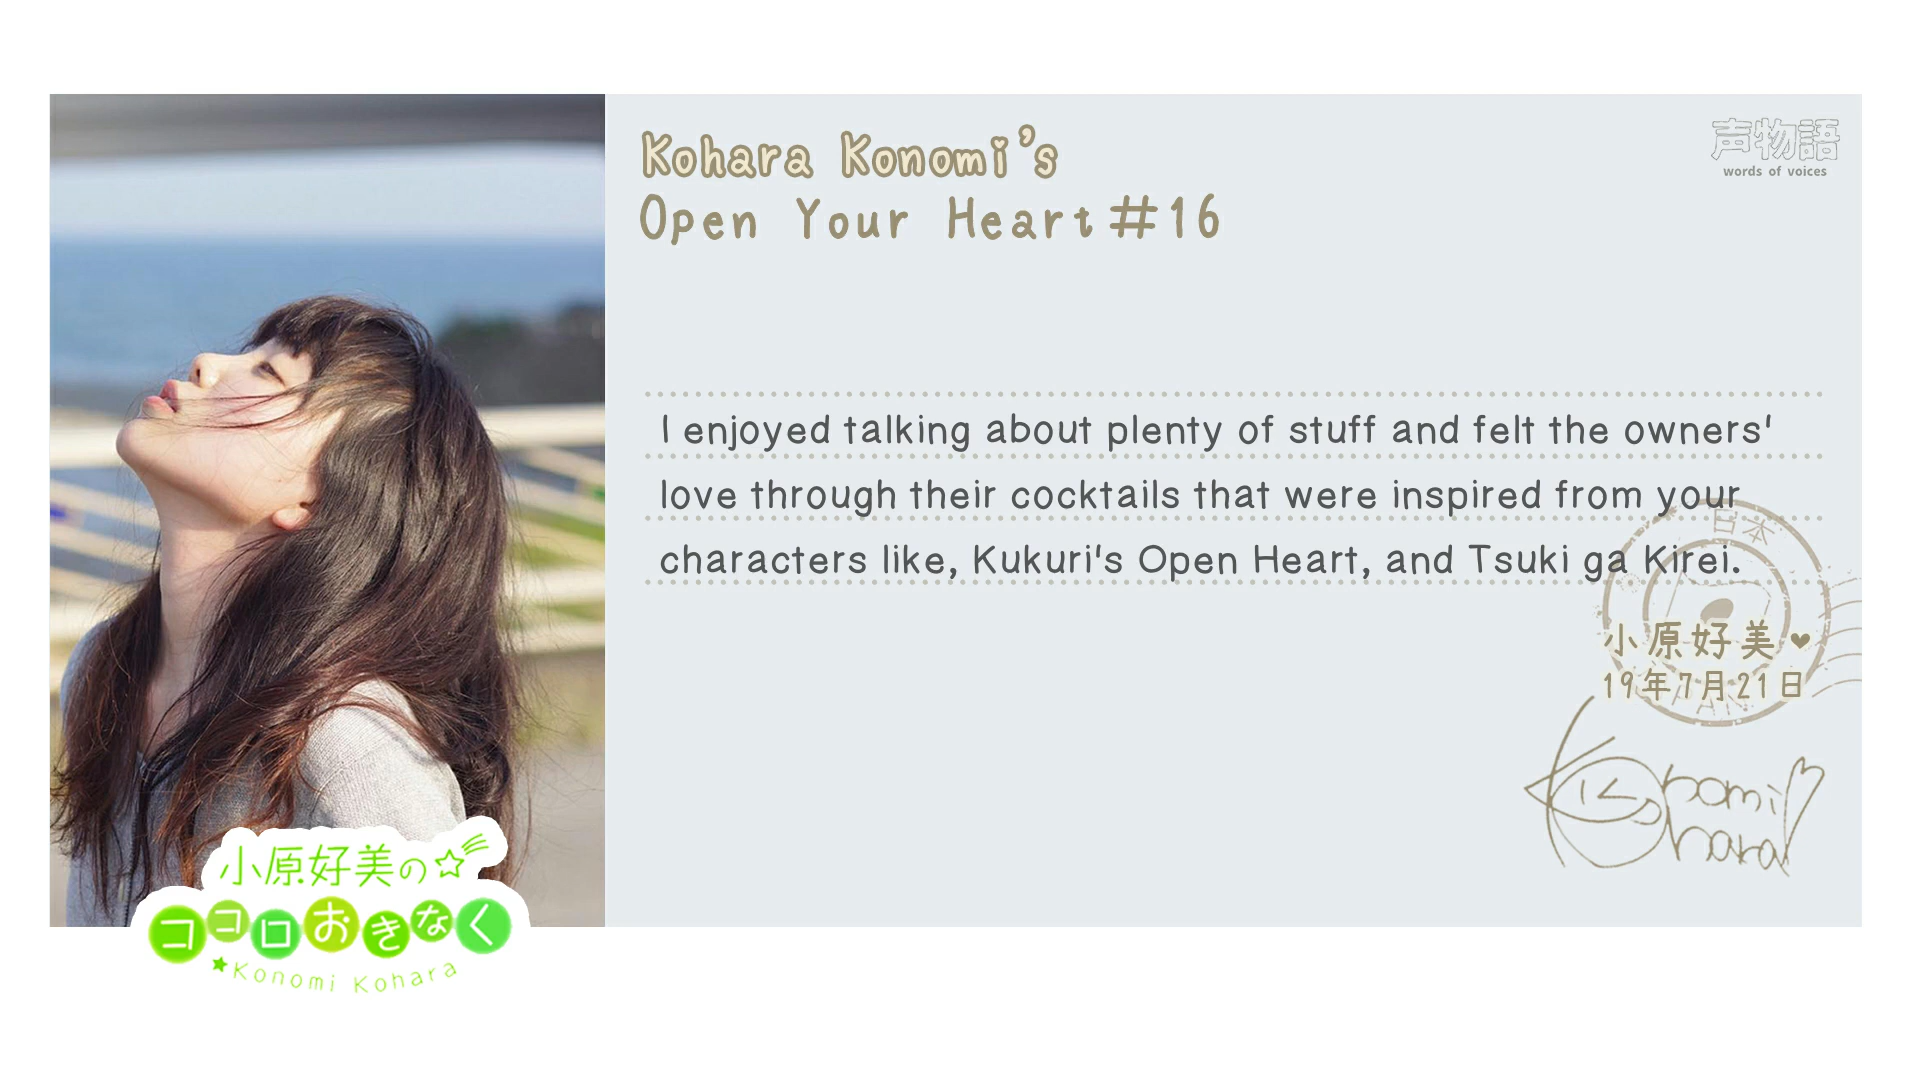 Kohara Konomi's
Open Your Heart #16
声物語
words of voices
I enjoyed talking about plenty of stuff and felt the owners'
love through their cocktails that were inspired from your
characters like, Kukuri's Open Heart, and Tsuki ga Kirei.
日本
小原好美♥
19年7月21日
JAPAN
Konomi
Kohara
小原好美の☆
ココロおきなく
★Konomi Kohara